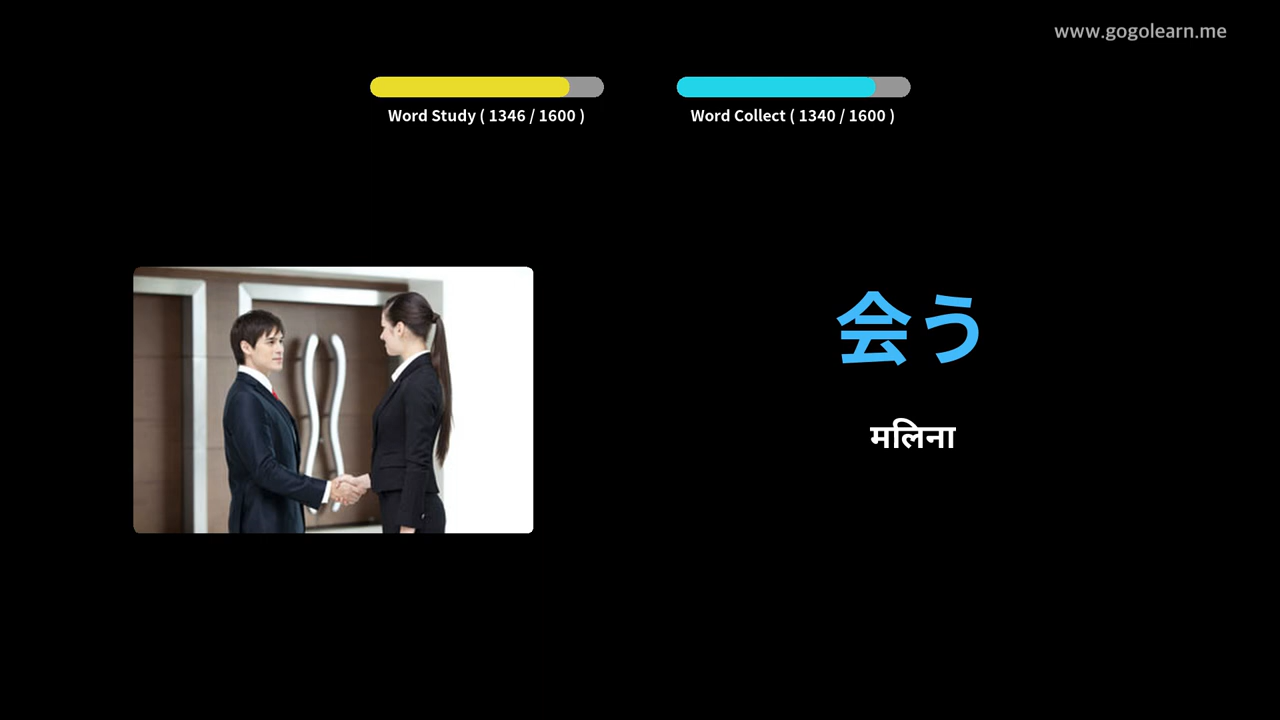 www.gogolearn.me
Word Study ( 1346 / 1600 )
Word Collect ( 1340 / 1600 )
会う
मलिना